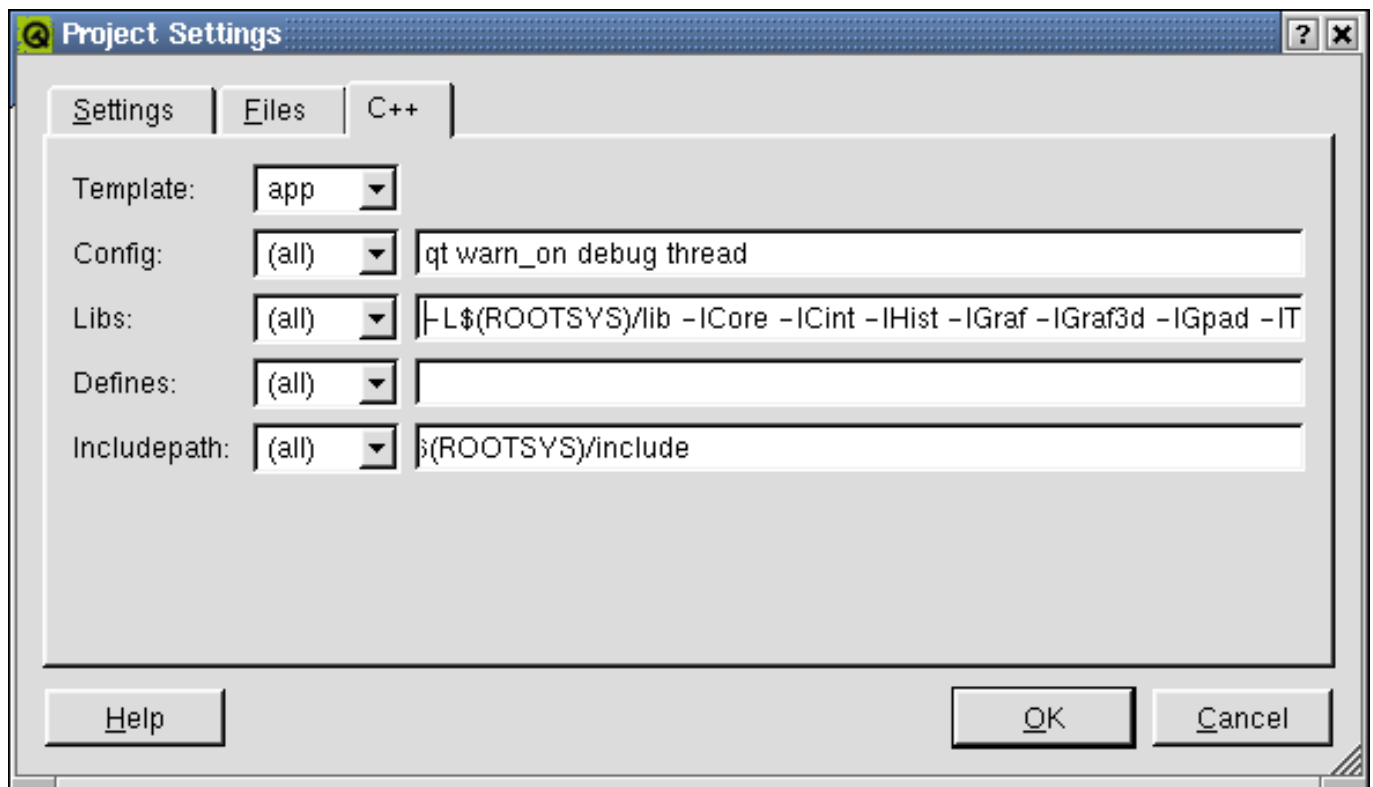 Project Settings
Settings Files C++
Template: app
Config: (all) qt warn_on debug thread
Libs: (all) -L$(ROOTSYS)/lib -lCore -lCint -lHist -lGraf -lGraf3d -lGpad -lT
Defines: (all)
Includepath: (all) $(ROOTSYS)/include
Help OK Cancel